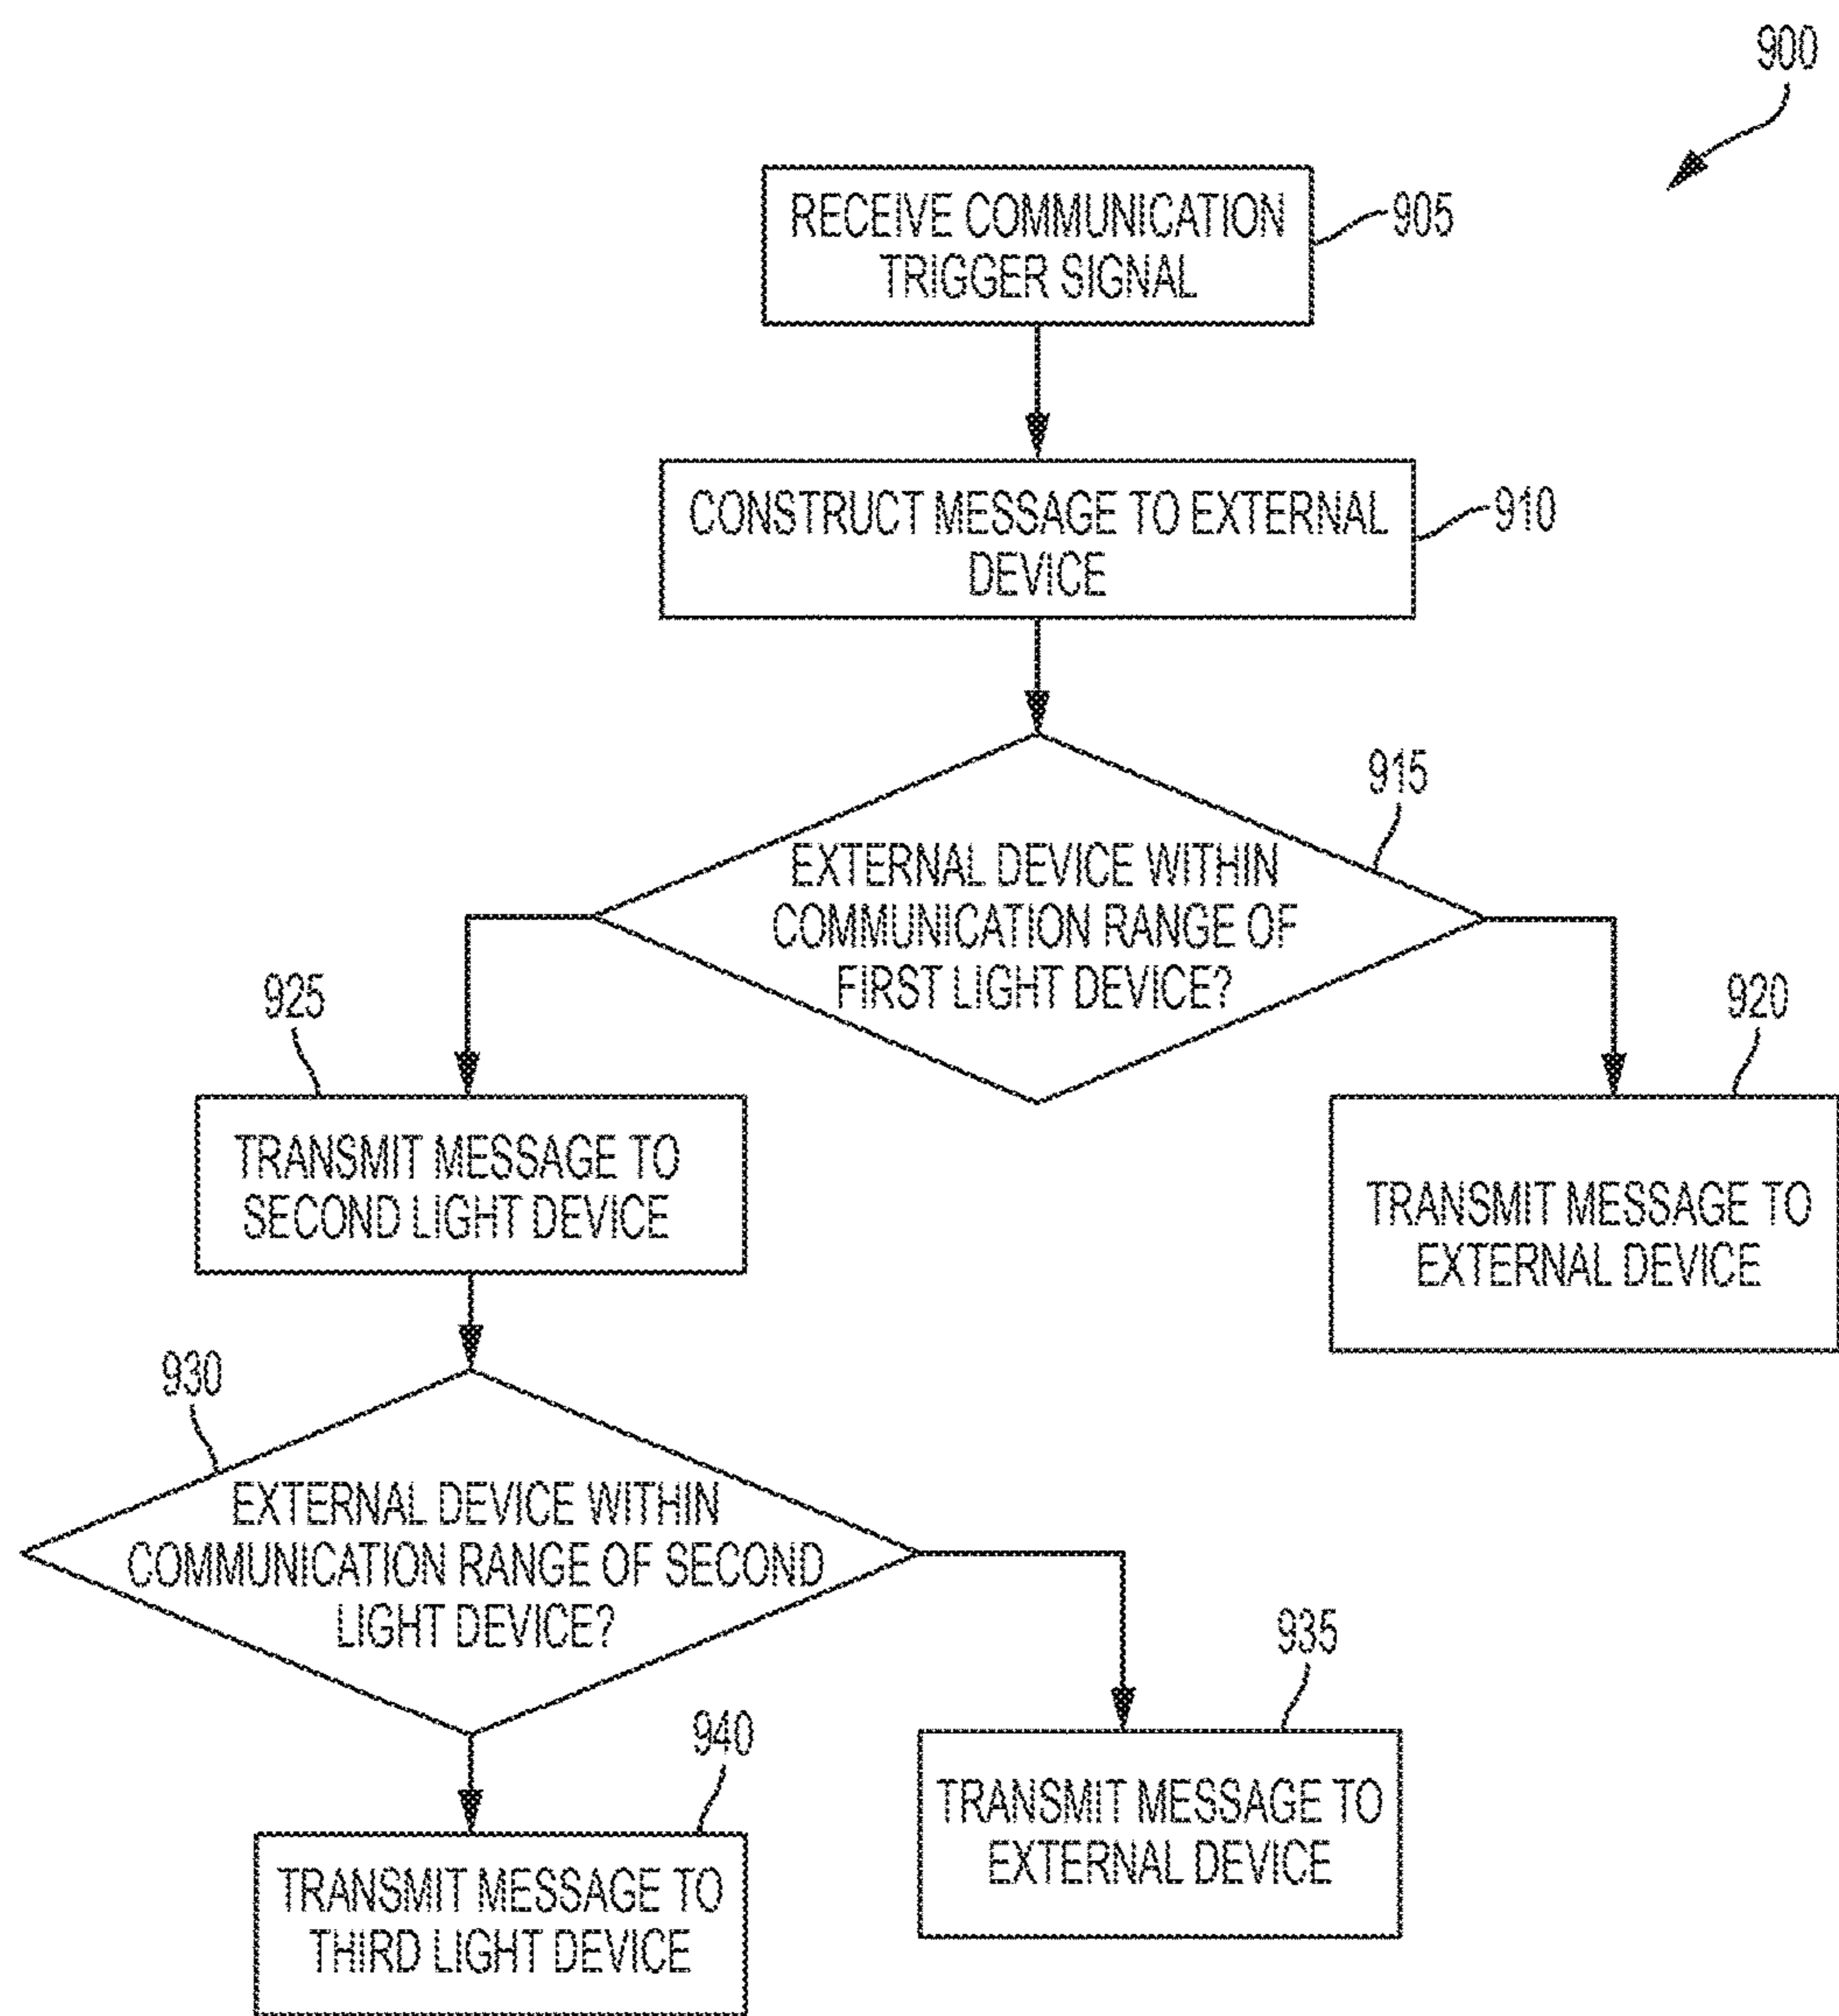 900
RECEIVE COMMUNICATION
TRIGGER SIGNAL
905
CONSTRUCT MESSAGE TO EXTERNAL
DEVICE
910
915
EXTERNAL DEVICE WITHIN
COMMUNICATION RANGE OF
FIRST LIGHT DEVICE?
925
920
TRANSMIT MESSAGE TO
SECOND LIGHT DEVICE
TRANSMIT MESSAGE TO
EXTERNAL DEVICE
930
EXTERNAL DEVICE WITHIN
COMMUNICATION RANGE OF SECOND
LIGHT DEVICE?
935
940
TRANSMIT MESSAGE TO
EXTERNAL DEVICE
TRANSMIT MESSAGE TO
THIRD LIGHT DEVICE